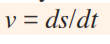 v = ds/dt